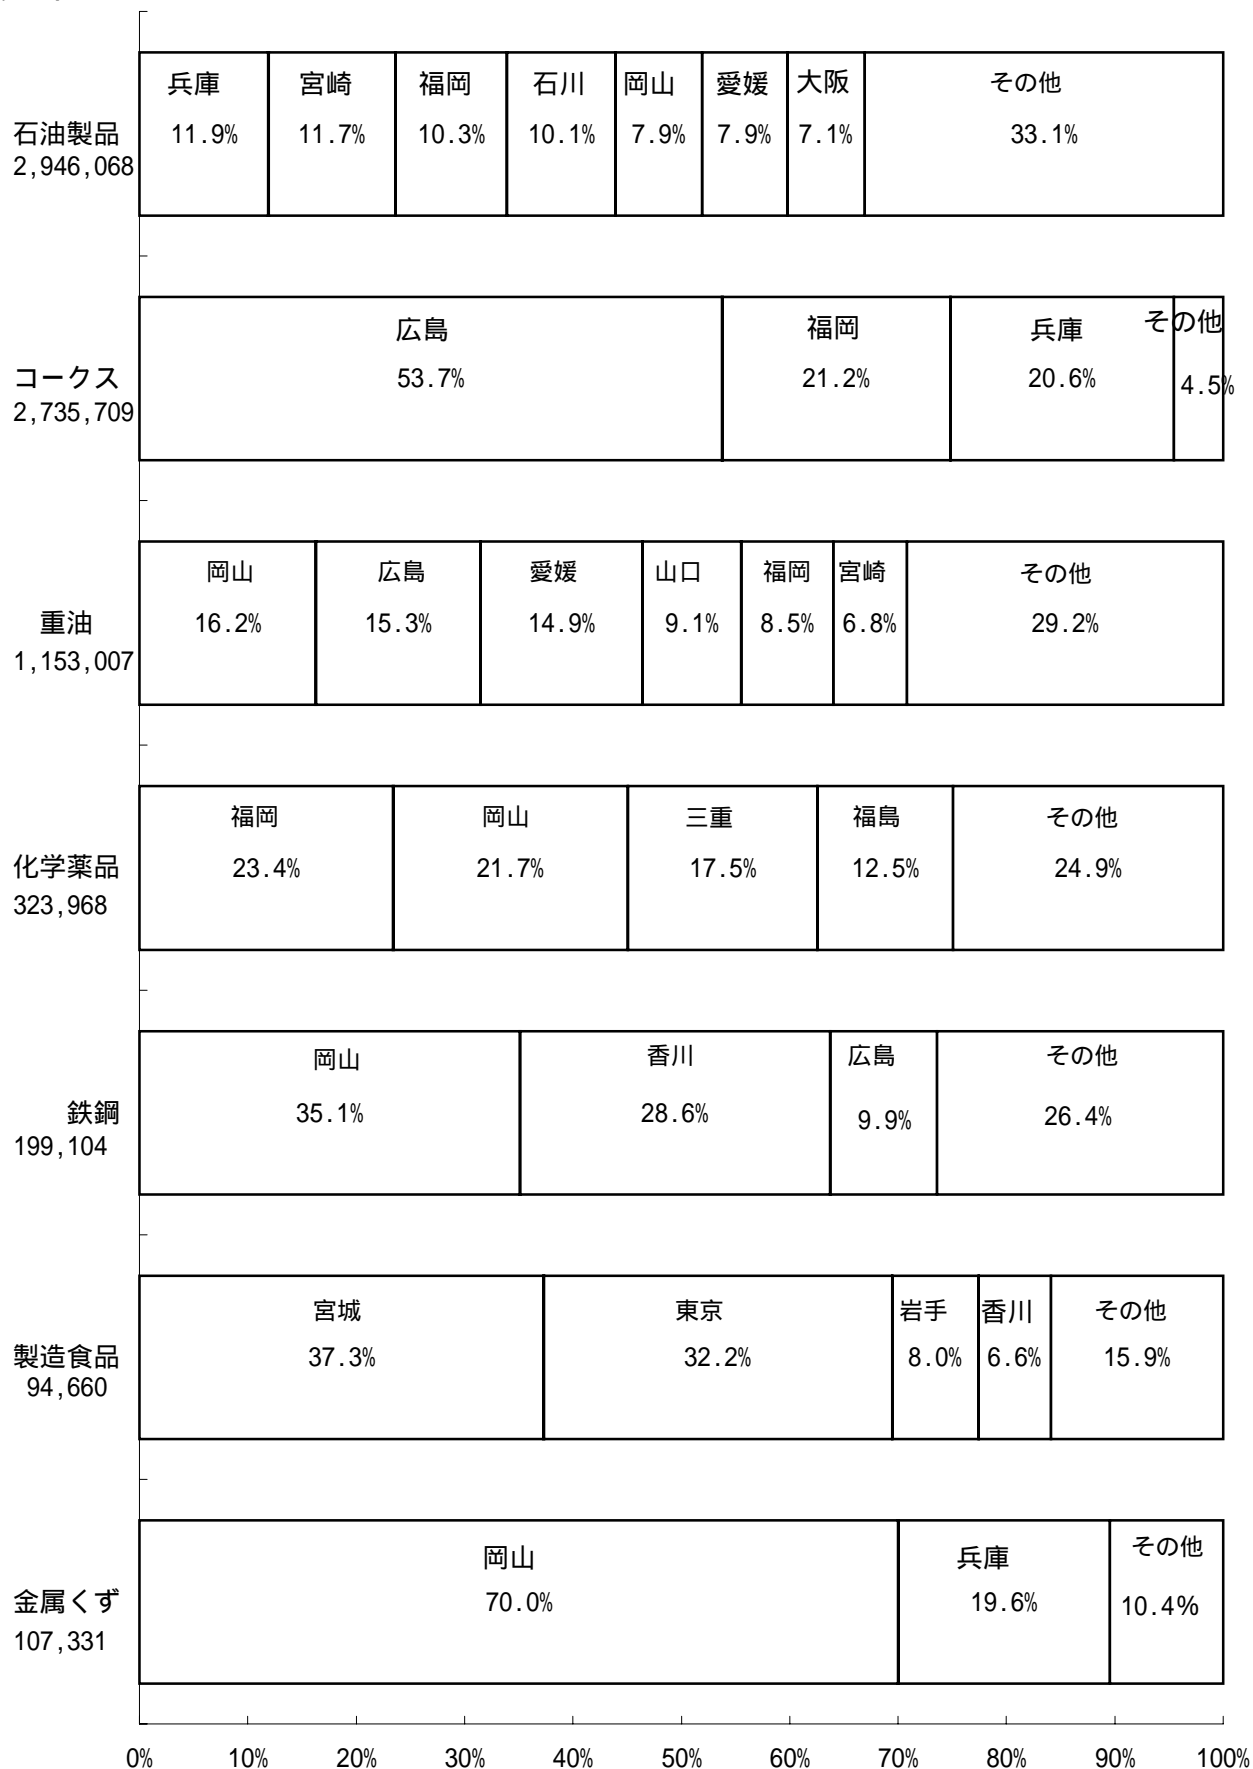 兵庫 宮崎 福岡 石川 岡山 愛媛 大阪 その他
石油製品 11.9% 11.7% 10.3% 10.1% 7.9% 7.9% 7.1% 33.1%
2,946,068
広島 福岡 兵庫 その他
コークス 53.7% 21.2% 20.6% 4.5%
2,735,709
岡山 広島 愛媛 山口 福岡 宮崎 その他
重油 16.2% 15.3% 14.9% 9.1% 8.5% 6.8% 29.2%
1,153,007
福岡 岡山 三重 福島 その他
化学薬品 23.4% 21.7% 17.5% 12.5% 24.9%
323,968
岡山 香川 広島 その他
鉄鋼 35.1% 28.6% 9.9% 26.4%
199,104
宮城 東京 岩手 香川 その他
製造食品 37.3% 32.2% 8.0% 6.6% 15.9%
94,660
岡山 兵庫 その他
金属くず 70.0% 19.6% 10.4%
107,331
0% 10% 20% 30% 40% 50% 60% 70% 80% 90% 100%